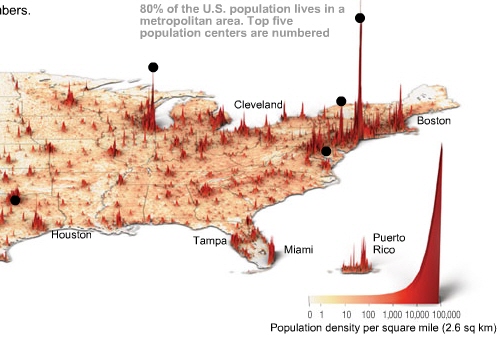 nbers.
80% of the U.S. population lives in a
metropolitan area. Top five
population centers are numbered
Cleveland
Boston
Houston
Tampa
Miami
Puerto
Rico
0 1 10 100 1,000 10,000 100,000
Population density per square mile (2.6 sq km)